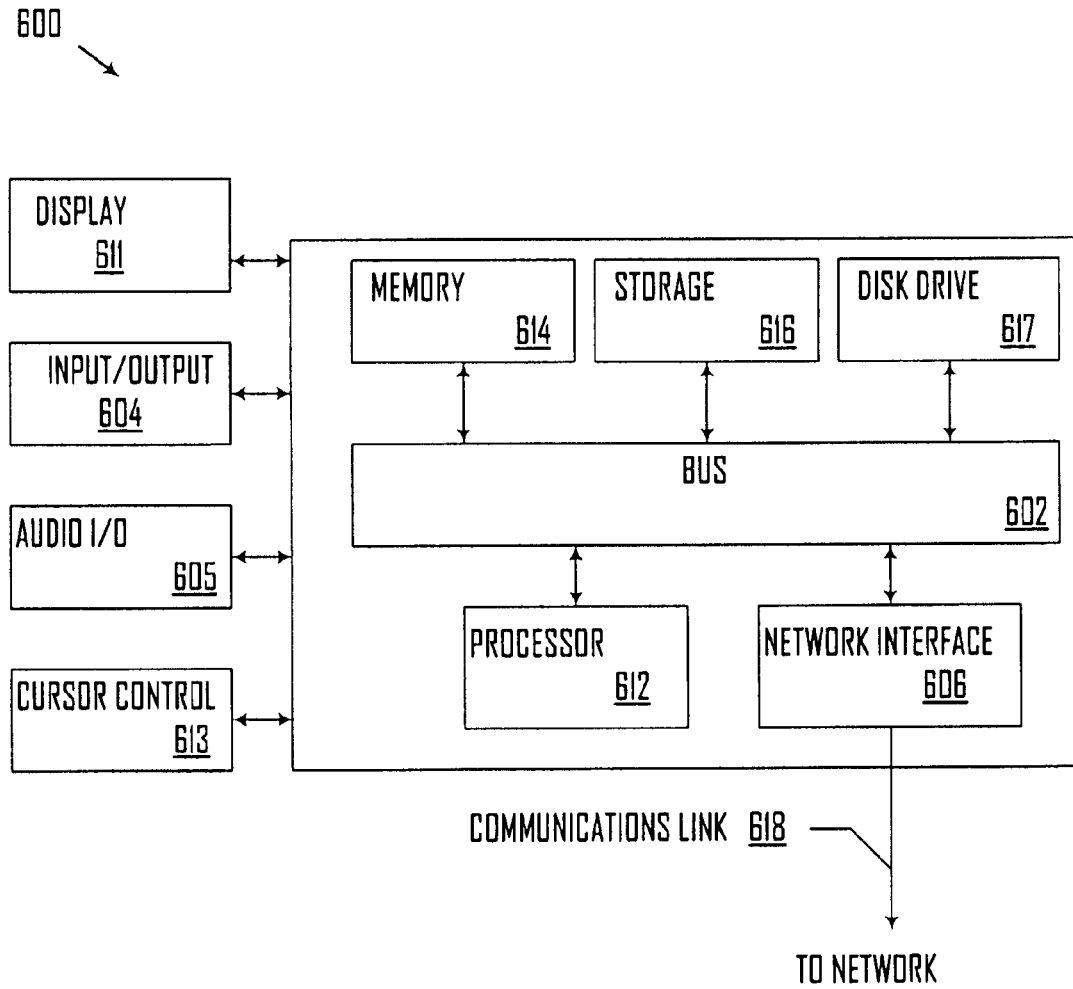 600
DISPLAY
611
INPUT/OUTPUT
604
AUDIO I/O
605
CURSOR CONTROL
613
MEMORY
614
STORAGE
616
DISK DRIVE
617
BUS
602
PROCESSOR
612
NETWORK INTERFACE
606
COMMUNICATIONS LINK 618
TO NETWORK